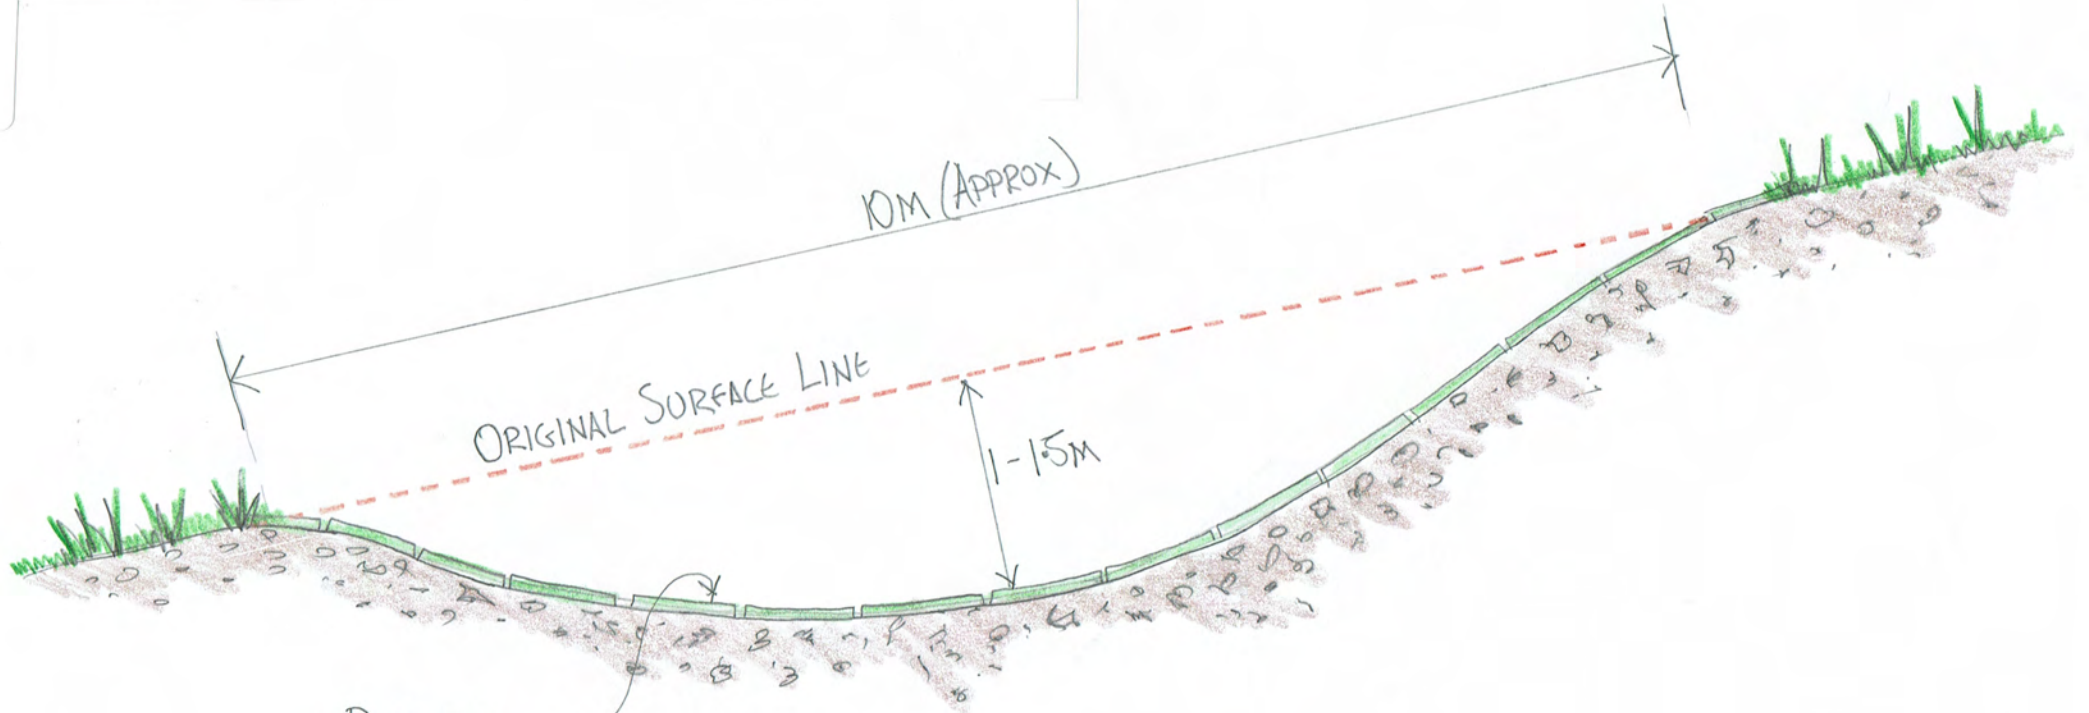 10M (APPROX)
ORIGINAL SURFACE LINE
1-1.5M